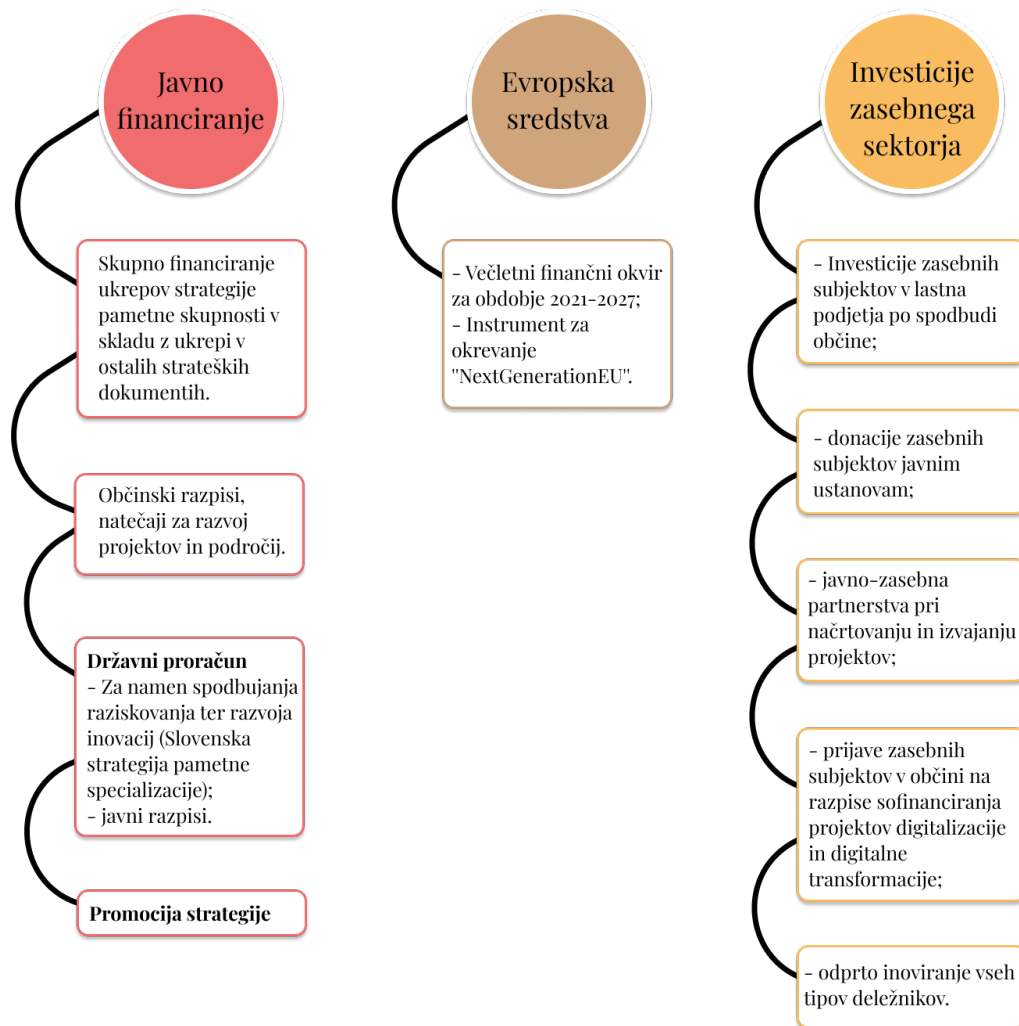 Javno
financiranje
Skupno financiranje
ukrepov strategije
pametne skupnosti v
skladu z ukrepi v
ostalih strateških
dokumentih.
Občinski razpisi,
natečaji za razvoj
projektov in področij.
Državni proračun
- Za namen spodbujanja
raziskovanja ter razvoja
inovacij (Slovenska
strategija pametne
specializacije);
- javni razpisi.
Promocija strategije
Evropska
sredstva
- Večletni finančni okvir
za obdobje 2021-2027;
- Instrument za
okrevanje
"NextGenerationEU".
Investicije
zasebnega
sektorja
- Investicije zasebnih
subjektov v lastna
podjetja po spodbudi
občine;
- donacije zasebnih
subjektov javnim
ustanovam;
- javno-zasebna
partnerstva pri
načrtovanju in izvajanju
projektov;
- prijave zasebnih
subjektov v občini na
razpise sofinanciranja
projektov digitalizacije
in digitalne
transformacije;
- odprto inoviranje vseh
tipov deležnikov.